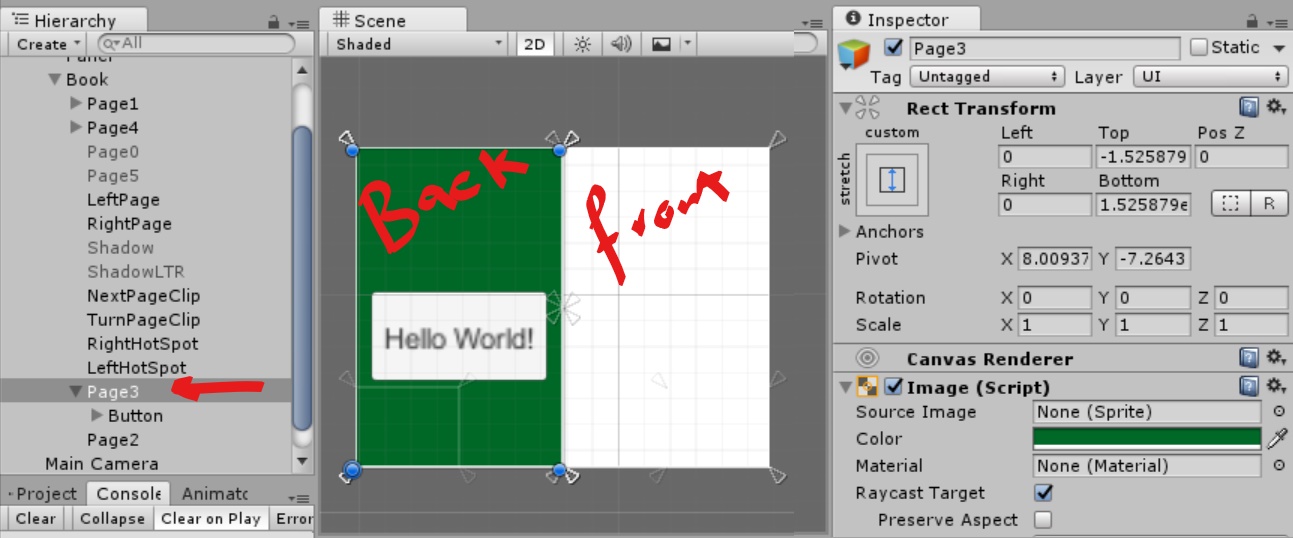 Hierarchy
Create
All
Book
Page1
Page4
Page0
Page5
LeftPage
RightPage
Shadow
ShadowLTR
NextPageClip
TurnPageClip
RightHotSpot
LeftHotSpot
Page3
Button
Page2
Main Camera
Project Console
Clear Collapse Clear on Play Error
Scene
Shaded 2D
Back front
Hello World!
Inspector
Page3 Static
Tag Untagged Layer UI
Rect Transform
custom Left Top Pos Z
stretch
0 -1.525879 0
Right Bottom
0 1.525879e R
Anchors
Pivot X 8.00937 Y -7.2643
Rotation X 0 Y 0 Z 0
Scale X 1 Y 1 Z 1
Canvas Renderer
Image (Script)
Source Image None (Sprite)
Color
Material None (Material)
Raycast Target
Preserve Aspect